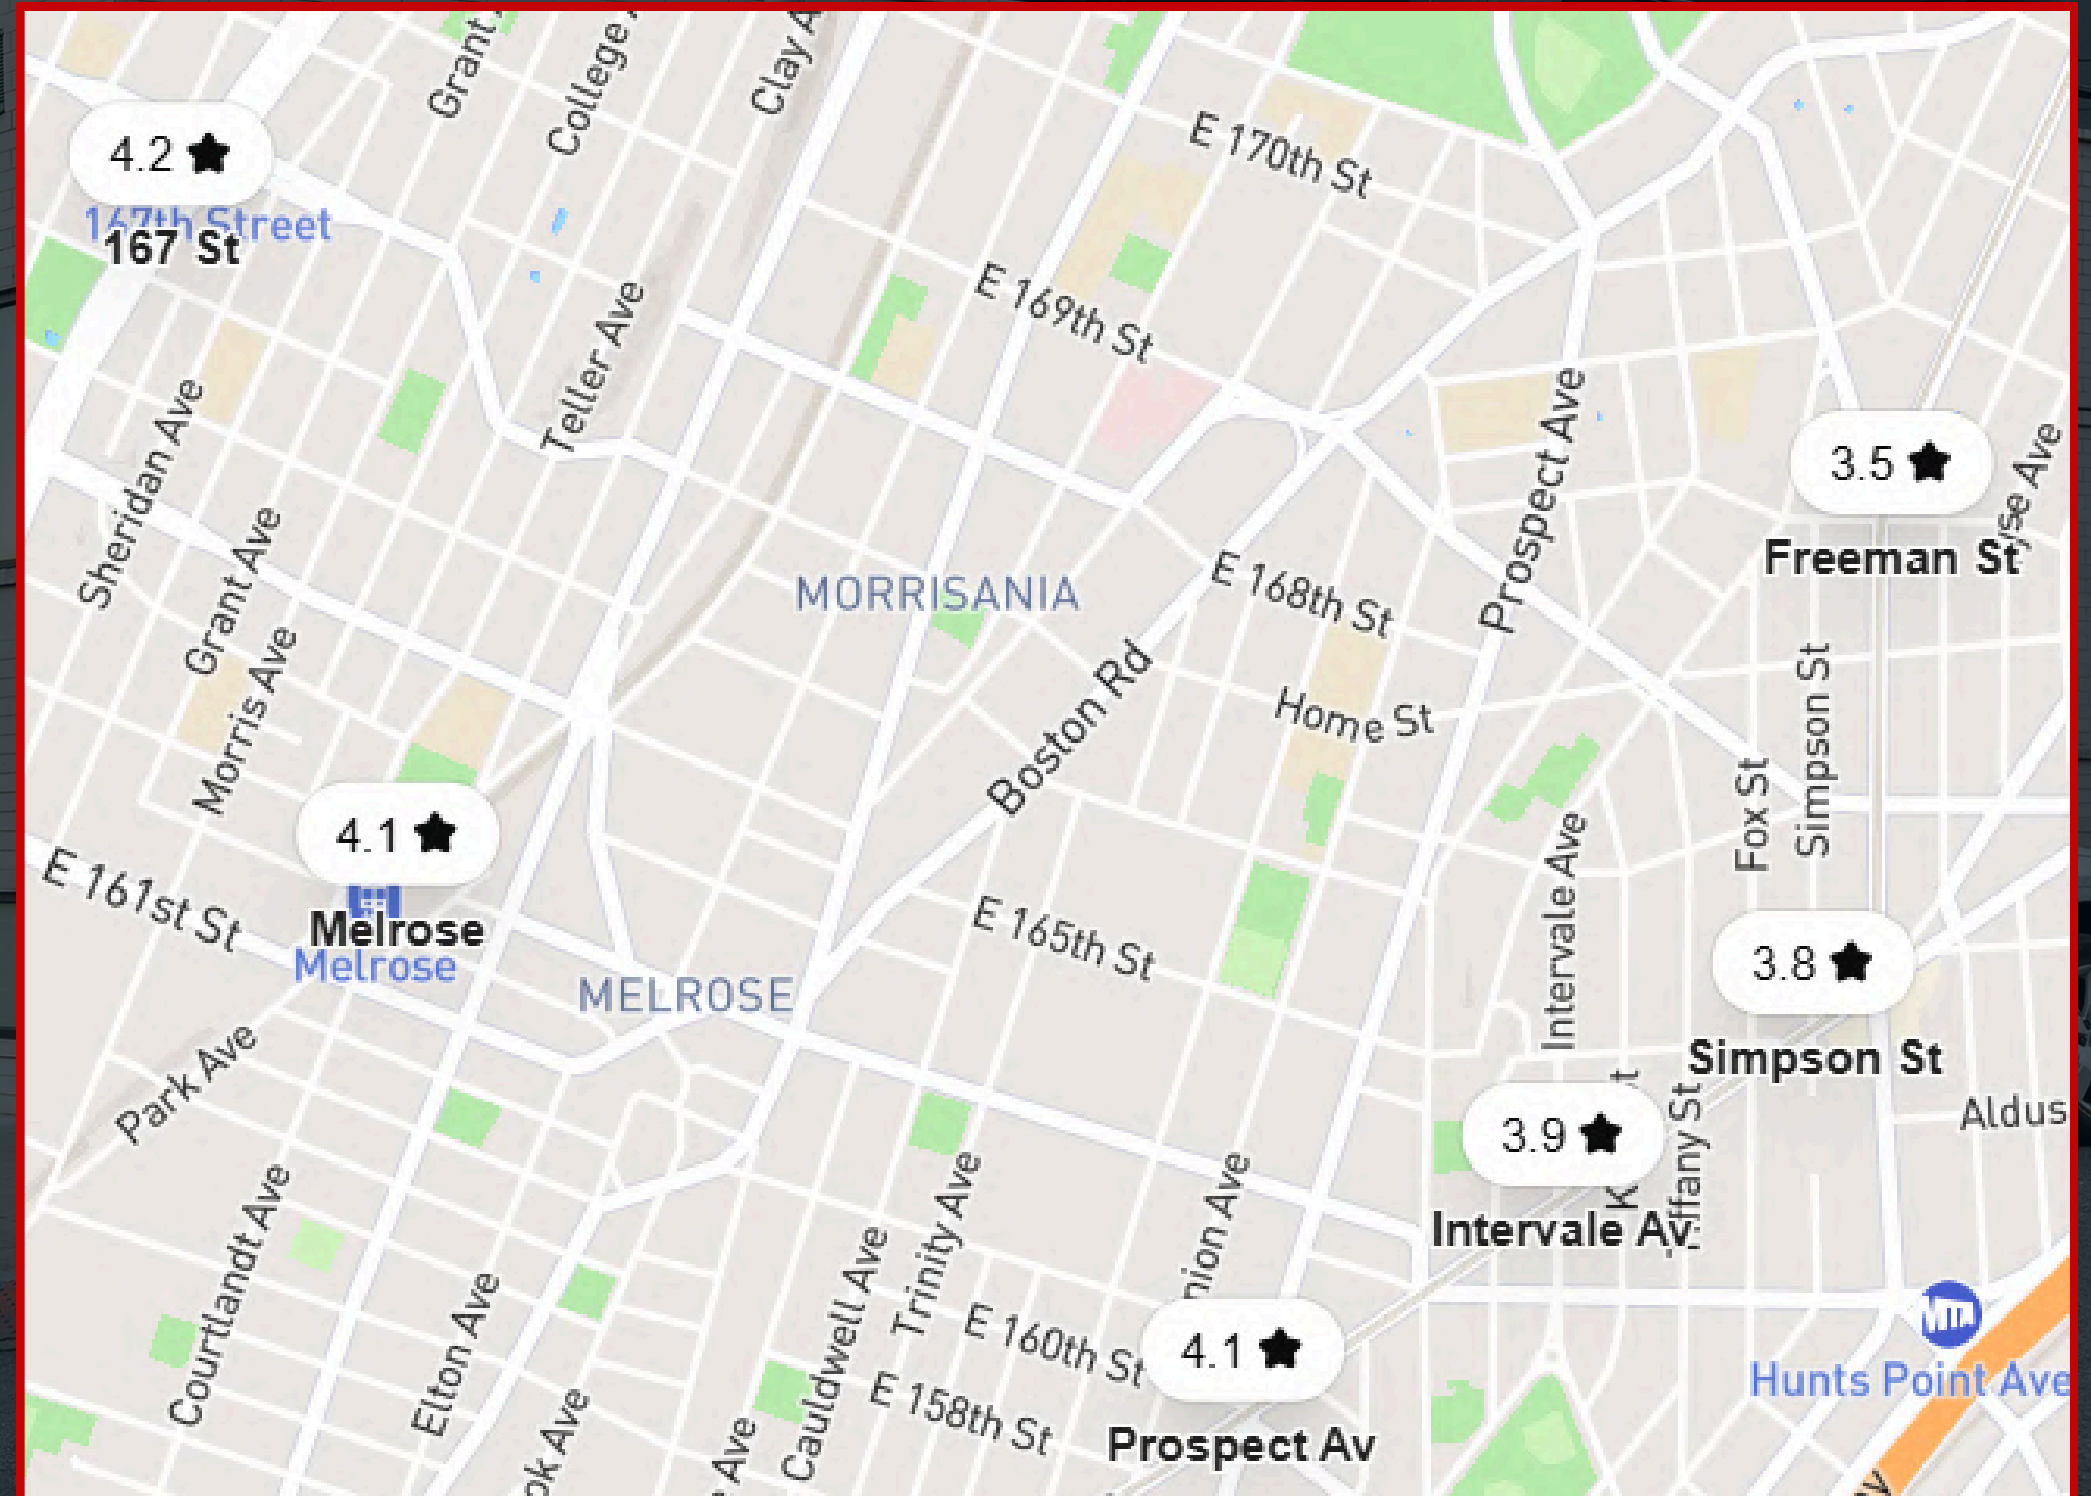 Grant
College
Clay A
E 170th St
4.2
167th Street
167 St
E 169th St
Teller Ave
Sheridan Ave
Prospect Ave
3.5
Freeman St
Grant Ave
MORRISANIA
E 168th St
Morris Ave
Boston Rd
Home St
Simpson St
Fox St
4.1
Melrose
Melrose
E 161st St
MELROSE
E 165th St
Intervale Ave
3.8
Simpson St
Park Ave
3.9
Intervale Av
Aldus
Courtlandt Ave
Trinity Ave
Cauldwell Ave
Elton Ave
E 160th St
4.1
Prospect Av
E 158th St
MTA
Hunts Point Ave
Ave